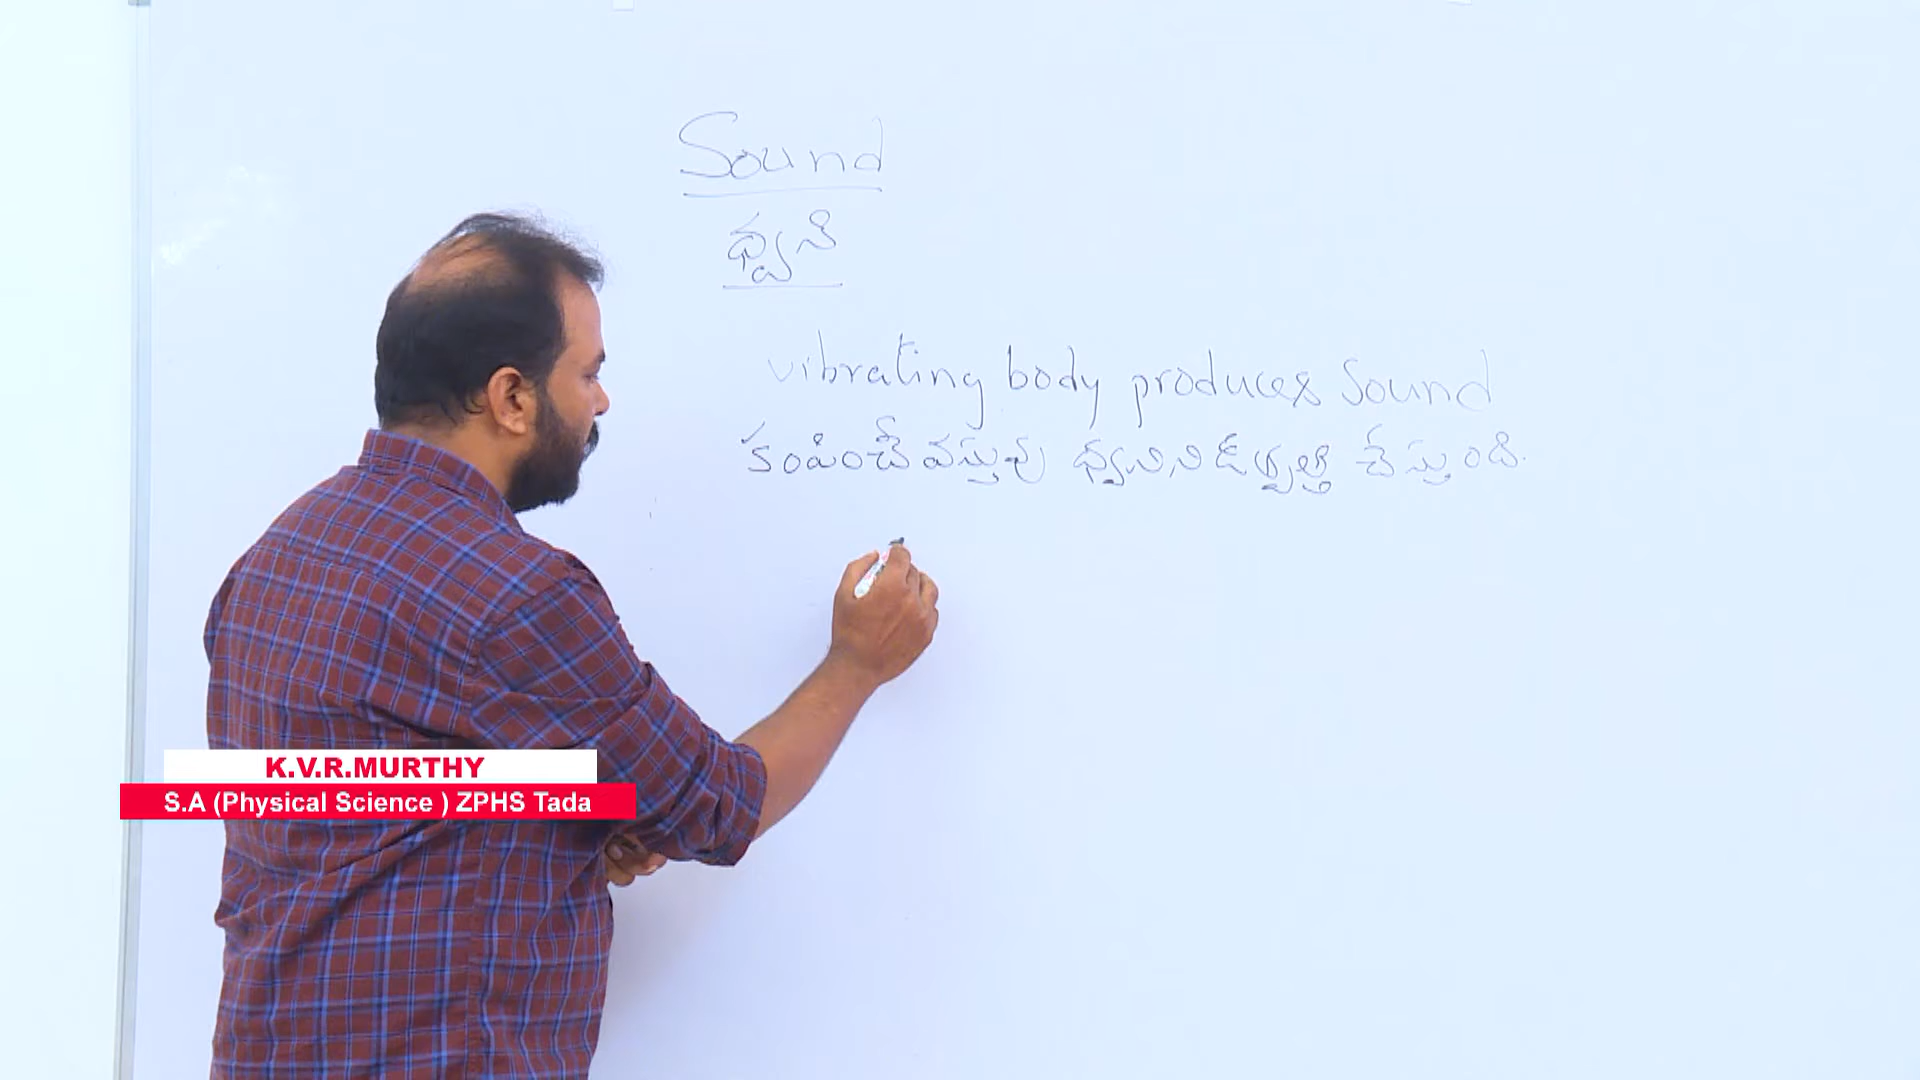 Sound
ధ్వని
vibrating body produces Sound
కంపించే వస్తువు ధ్వనిని ఉత్పత్తి చేస్తుంది.
K.V.R.MURTHY
S.A (Physical Science ) ZPHS Tada